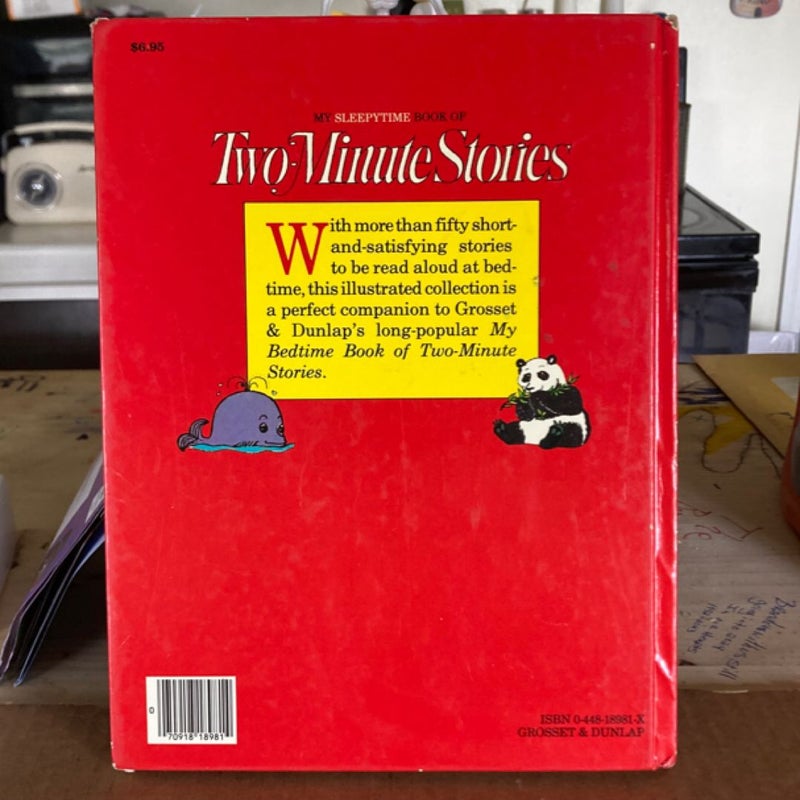 $6.95
MY SLEEPYTIME BOOK OF
Two-Minute Stories
With more than fifty short-
and-satisfying stories
to be read aloud at bed-
time, this illustrated collection is
a perfect companion to Grosset
& Dunlap's long-popular My
Bedtime Book of Two-Minute
Stories.
0
70918 18981
ISBN 0-448-18981-X
GROSSET & DUNLAP